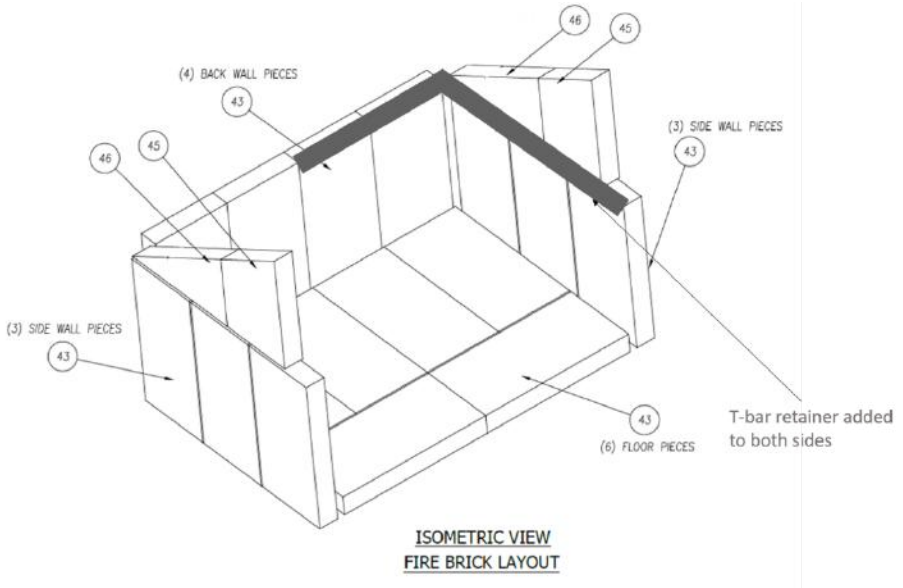 46
45
(4) BACK WALL PIECES
43
(3) SIDE WALL PIECES
43
46
45
(3) SIDE WALL PIECES
43
43
(6) FLOOR PIECES
T-bar retainer added
to both sides
ISOMETRIC VIEW
FIRE BRICK LAYOUT